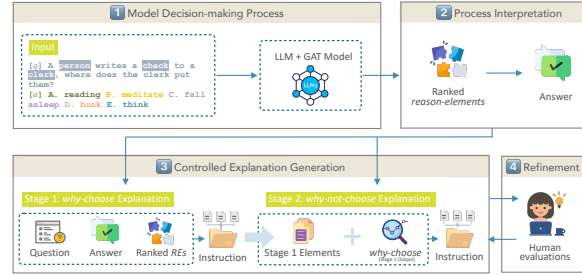 1 Model Decision-making Process
Input
[q] A person writes a check to a
clerk, where does the clerk put
them?
[a] A. reading B. meditate C. fall
asleep D. bunk E. think
LLM + GAT Model
LLMs
2 Process Interpretation
Ranked
reason-elements
Answer
3 Controlled Explanation Generation
Stage 1: why-choose Explanation
Question
Answer
Ranked REs
Instruction
Stage 2: why-not-choose Explanation
Stage 1 Elements
why-choose
(Stage 1 Output)
Instruction
4 Refinement
Human
evaluations